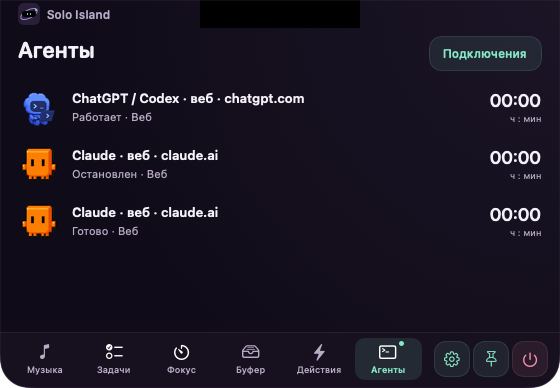 Solo Island
Агенты
Подключения
ChatGPT / Codex · веб · chatgpt.com
Работает · Веб
00:00
ч : мин
Claude · веб · claude.ai
Остановлен · Веб
00:00
ч : мин
Claude · веб · claude.ai
Готово · Веб
00:00
ч : мин
Музыка
Задачи
Фокус
Буфер
Действия
Агенты